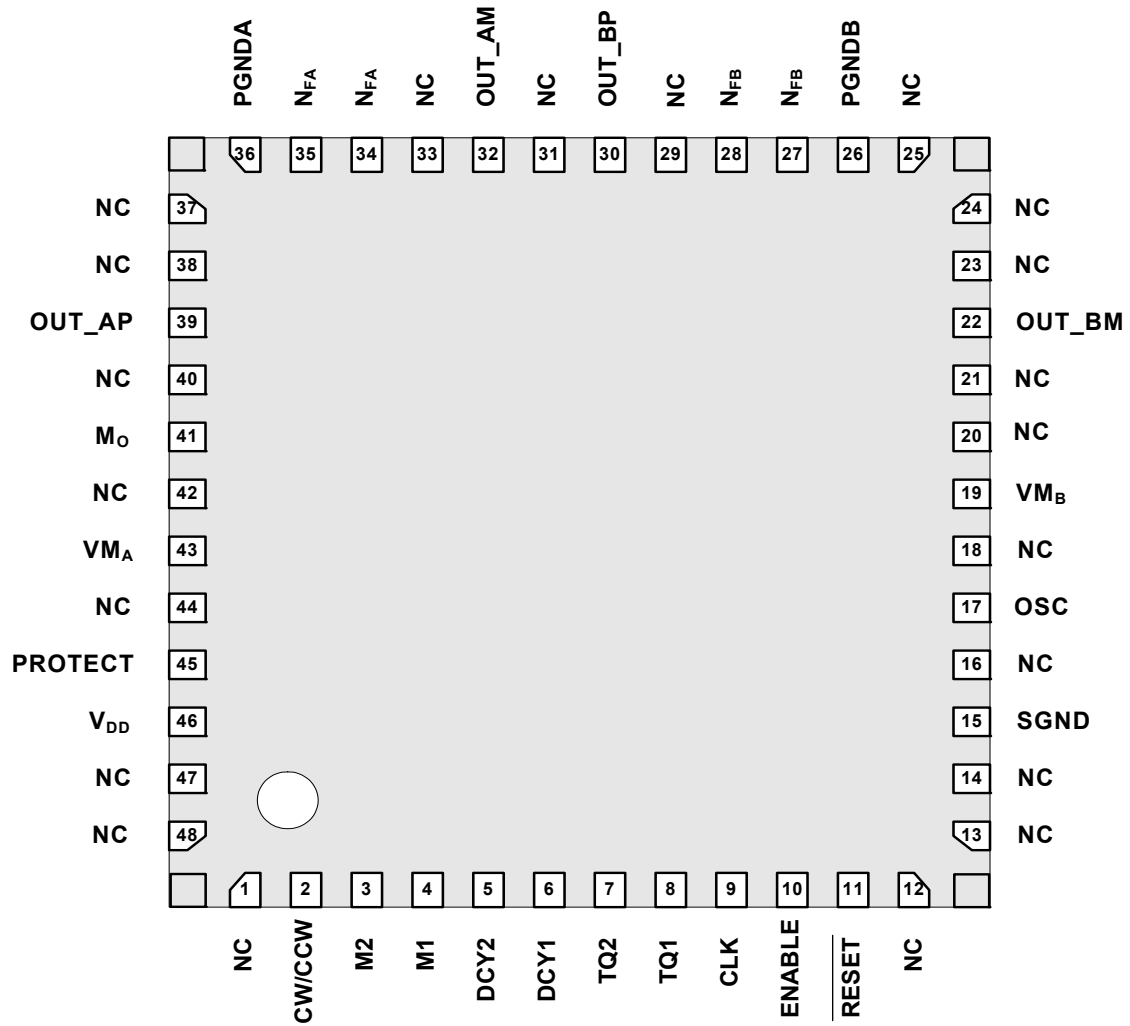 PGNDA
NFA
NFA
NC
OUT_AM
NC
OUT_BP
NC
NFB
NFB
PGNDB
NC
36 35 34 33 32 31 30 29 28 27 26 25
NC 37 24 NC
NC 38 23 NC
OUT_AP 39 22 OUT_BM
NC 40 21 NC
MO 41 20 NC
NC 42 19 VMB
VMA 43 18 NC
NC 44 17 OSC
PROTECT 45 16 NC
VDD 46 15 SGND
NC 47 14 NC
NC 48 13 NC
1 2 3 4 5 6 7 8 9 10 11 12
NC
CW/CCW
M2
M1
DCY2
DCY1
TQ2
TQ1
CLK
ENABLE
RESET
NC